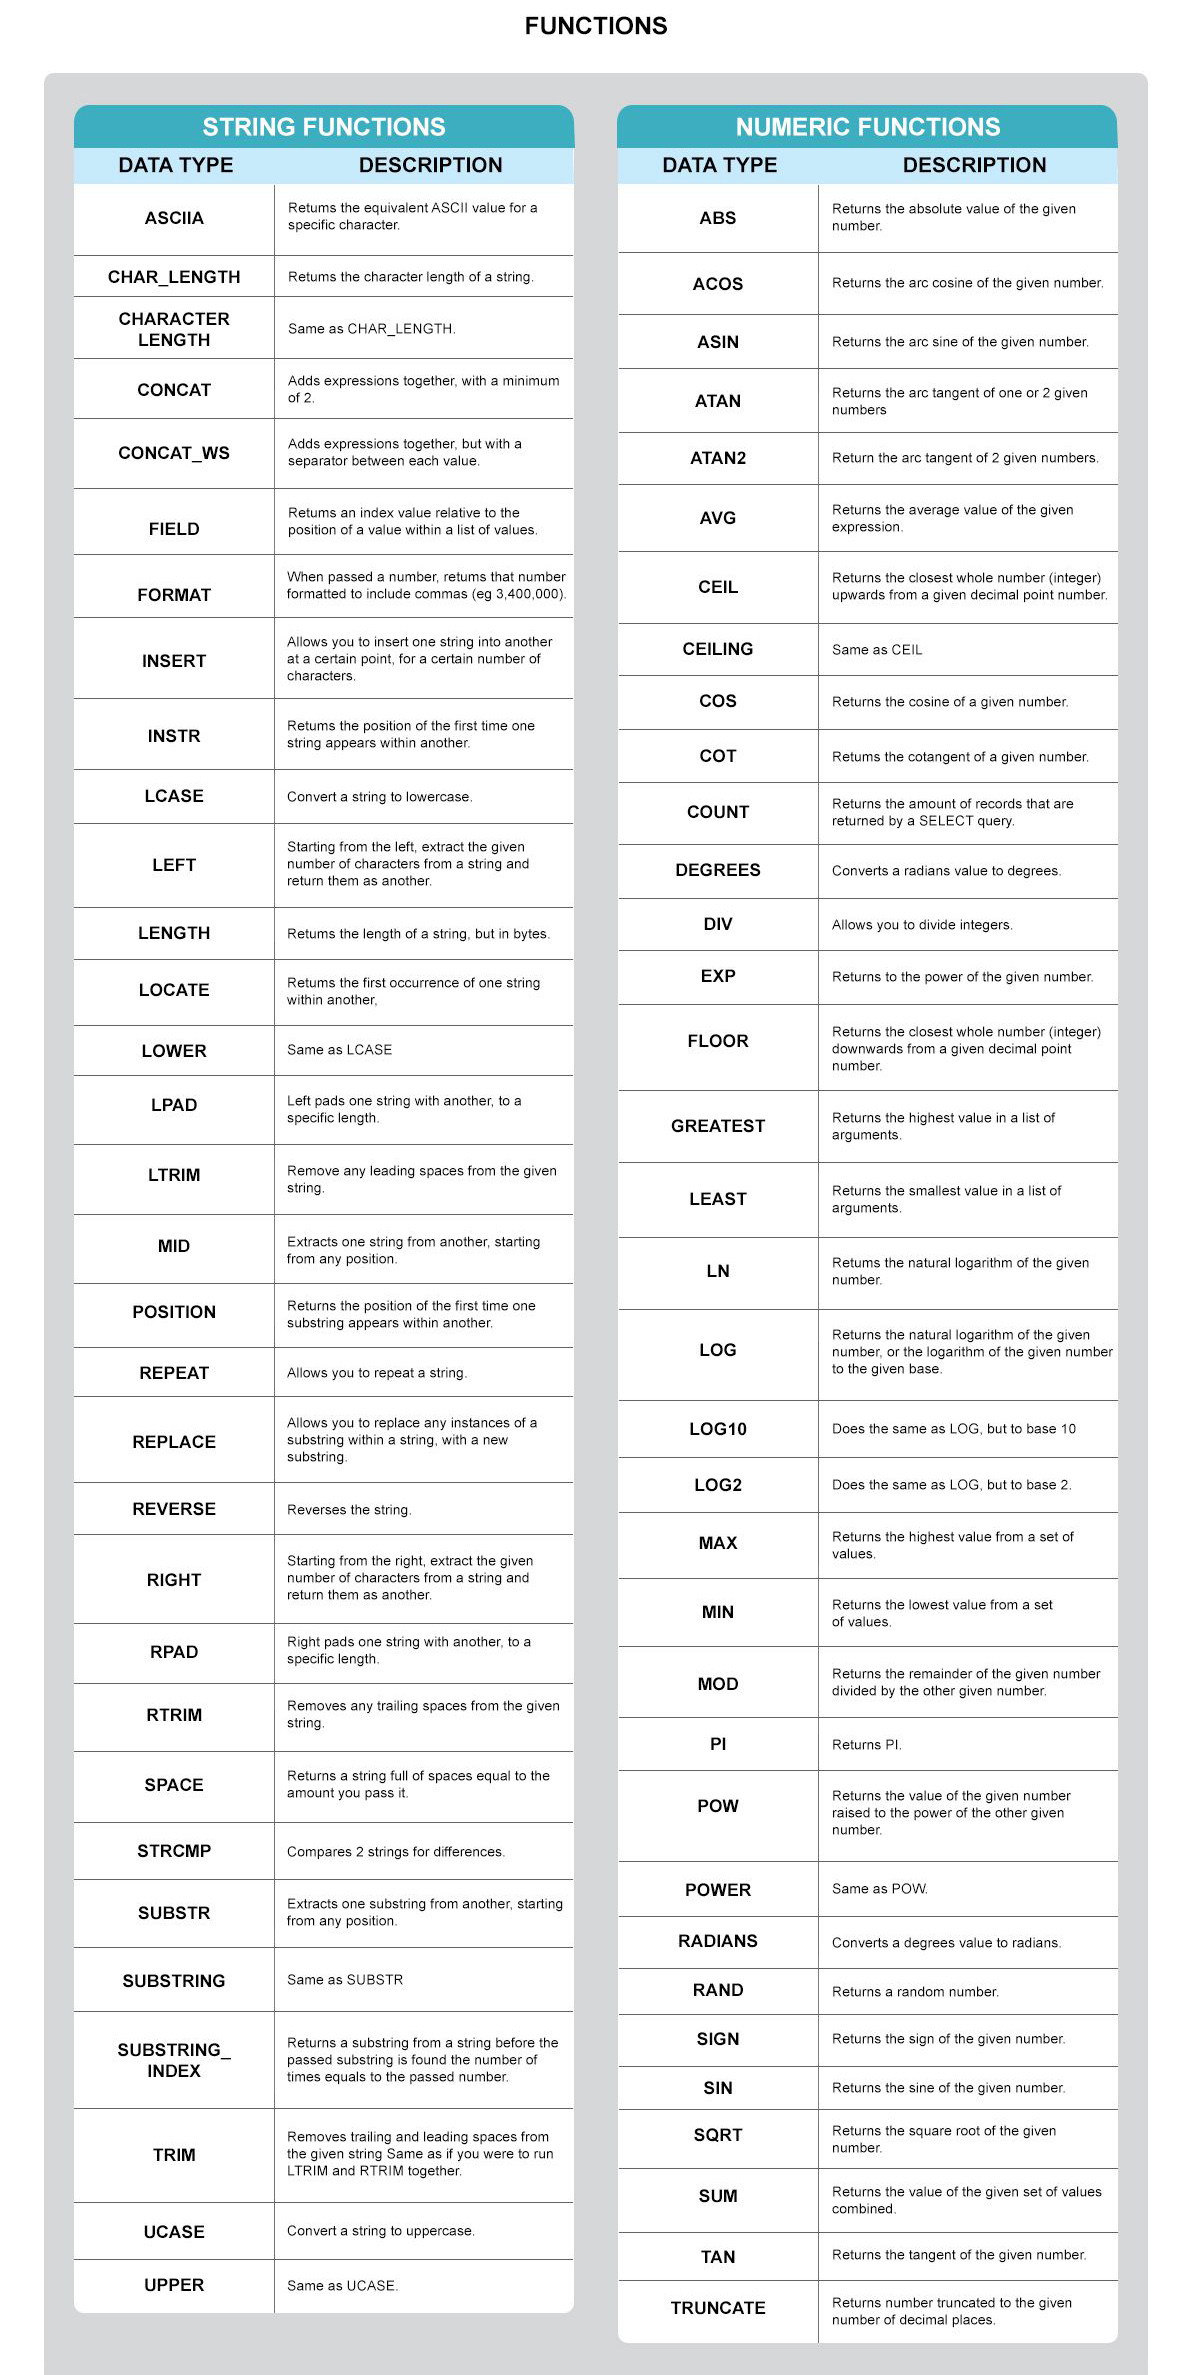 FUNCTIONS
STRING FUNCTIONS
DATA TYPE DESCRIPTION
ASCIIA
Returns the equivalent ASCII value for a
specific character.
CHAR_LENGTH
Returns the character length of a string.
CHARACTER
LENGTH
Same as CHAR_LENGTH.
CONCAT
Adds expressions together, with a minimum
of 2.
CONCAT_WS
Adds expressions together, but with a
separator between each value.
FIELD
Returns an index value relative to the
position of a value within a list of values.
FORMAT
When passed a number, returns that number
formatted to include commas (eg 3,400,000).
INSERT
Allows you to insert one string into another
at a certain point, for a certain number of
characters.
INSTR
Returns the position of the first time one
string appears within another.
LCASE
Convert a string to lowercase.
LEFT
Starting from the left, extract the given
number of characters from a string and
return them as another.
LENGTH
Returns the length of a string, but in bytes.
LOCATE
Returns the first occurrence of one string
within another,
LOWER
Same as LCASE
LPAD
Left pads one string with another, to a
specific length.
LTRIM
Remove any leading spaces from the given
string.
MID
Extracts one string from another, starting
from any position.
POSITION
Returns the position of the first time one
substring appears within another.
REPEAT
Allows you to repeat a string.
REPLACE
Allows you to replace any instances of a
substring within a string, with a new
substring.
REVERSE
Reverses the string.
RIGHT
Starting from the right, extract the given
number of characters from a string and
return them as another.
RPAD
Right pads one string with another, to a
specific length.
RTRIM
Removes any trailing spaces from the given
string.
SPACE
Returns a string full of spaces equal to the
amount you pass it.
STRCMP
Compares 2 strings for differences.
SUBSTR
Extracts one substring from another, starting
from any position.
SUBSTRING
Same as SUBSTR
SUBSTRING_
INDEX
Returns a substring from a string before the
passed substring is found the number of
times equals to the passed number.
TRIM
Removes trailing and leading spaces from
the given string Same as if you were to run
LTRIM and RTRIM together.
UCASE
Convert a string to uppercase.
UPPER
Same as UCASE.
NUMERIC FUNCTIONS
DATA TYPE DESCRIPTION
ABS
Returns the absolute value of the given
number.
ACOS
Returns the arc cosine of the given number.
ASIN
Returns the arc sine of the given number.
ATAN
Returns the arc tangent of one or 2 given
numbers
ATAN2
Return the arc tangent of 2 given numbers.
AVG
Returns the average value of the given
expression.
CEIL
Returns the closest whole number (integer)
upwards from a given decimal point number.
CEILING
Same as CEIL
COS
Returns the cosine of a given number.
COT
Returns the cotangent of a given number.
COUNT
Returns the amount of records that are
returned by a SELECT query.
DEGREES
Converts a radians value to degrees.
DIV
Allows you to divide integers.
EXP
Returns to the power of the given number.
FLOOR
Returns the closest whole number (integer)
downwards from a given decimal point
number.
GREATEST
Returns the highest value in a list of
arguments.
LEAST
Returns the smallest value in a list of
arguments.
LN
Returns the natural logarithm of the given
number.
LOG
Returns the natural logarithm of the given
number, or the logarithm of the given number
to the given base.
LOG10
Does the same as LOG, but to base 10
LOG2
Does the same as LOG, but to base 2.
MAX
Returns the highest value from a set of
values.
MIN
Returns the lowest value from a set
of values.
MOD
Returns the remainder of the given number
divided by the other given number.
PI
Returns PI.
POW
Returns the value of the given number
raised to the power of the other given
number.
POWER
Same as POW.
RADIANS
Converts a degrees value to radians.
RAND
Returns a random number.
SIGN
Returns the sign of the given number.
SIN
Returns the sine of the given number.
SQRT
Returns the square root of the given
number.
SUM
Returns the value of the given set of values
combined.
TAN
Returns the tangent of the given number.
TRUNCATE
Returns number truncated to the given
number of decimal places.